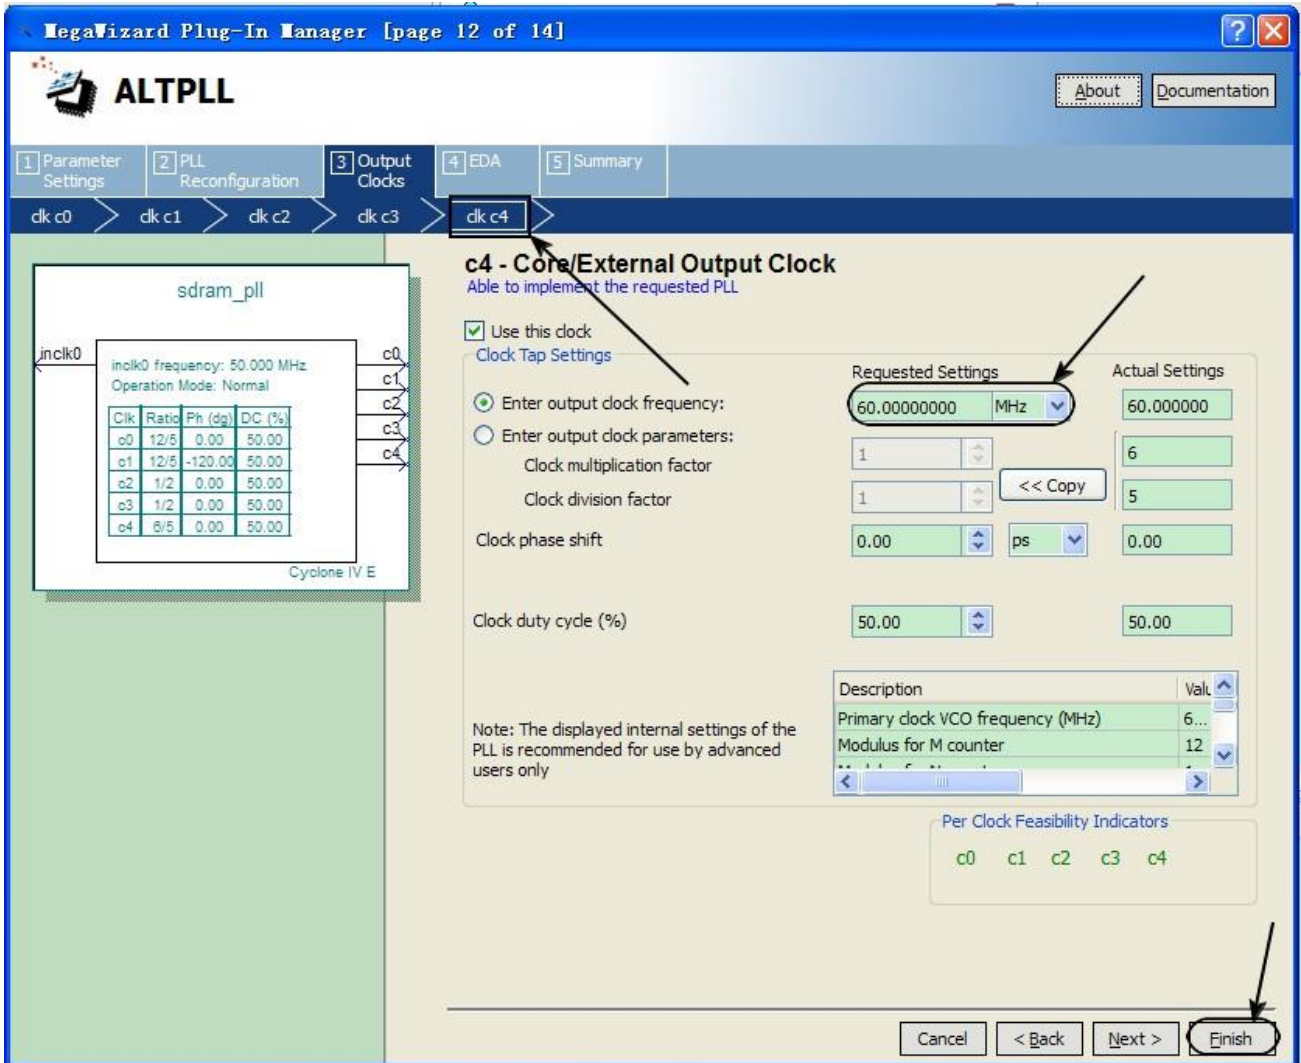 MegaWizard Plug-In Manager [page 12 of 14]
ALTPLL
About
Documentation
1 Parameter Settings
2 PLL Reconfiguration
3 Output Clocks
4 EDA
5 Summary
clk c0
clk c1
clk c2
clk c3
clk c4
sdram_pll
inclk0
inclk0 frequency: 50.000 MHz
Operation Mode: Normal
Clk Ratio Ph (dg) DC (%)
c0 12/5 0.00 50.00
c1 12/5 -120.00 50.00
c2 1/2 0.00 50.00
c3 1/2 0.00 50.00
c4 6/5 0.00 50.00
c0
c1
c2
c3
c4
Cyclone IV E
c4 - Core/External Output Clock
Able to implement the requested PLL
Use this clock
Clock Tap Settings
Requested Settings
Actual Settings
Enter output clock frequency:
60.00000000 MHz
60.000000
Enter output clock parameters:
Clock multiplication factor
1
6
<< Copy
Clock division factor
1
5
Clock phase shift
0.00
ps
0.00
Clock duty cycle (%)
50.00
50.00
Note: The displayed internal settings of the
PLL is recommended for use by advanced
users only
Description
Primary clock VCO frequency (MHz) 6...
Modulus for M counter 12
Per Clock Feasibility Indicators
c0 c1 c2 c3 c4
Cancel
< Back
Next >
Finish